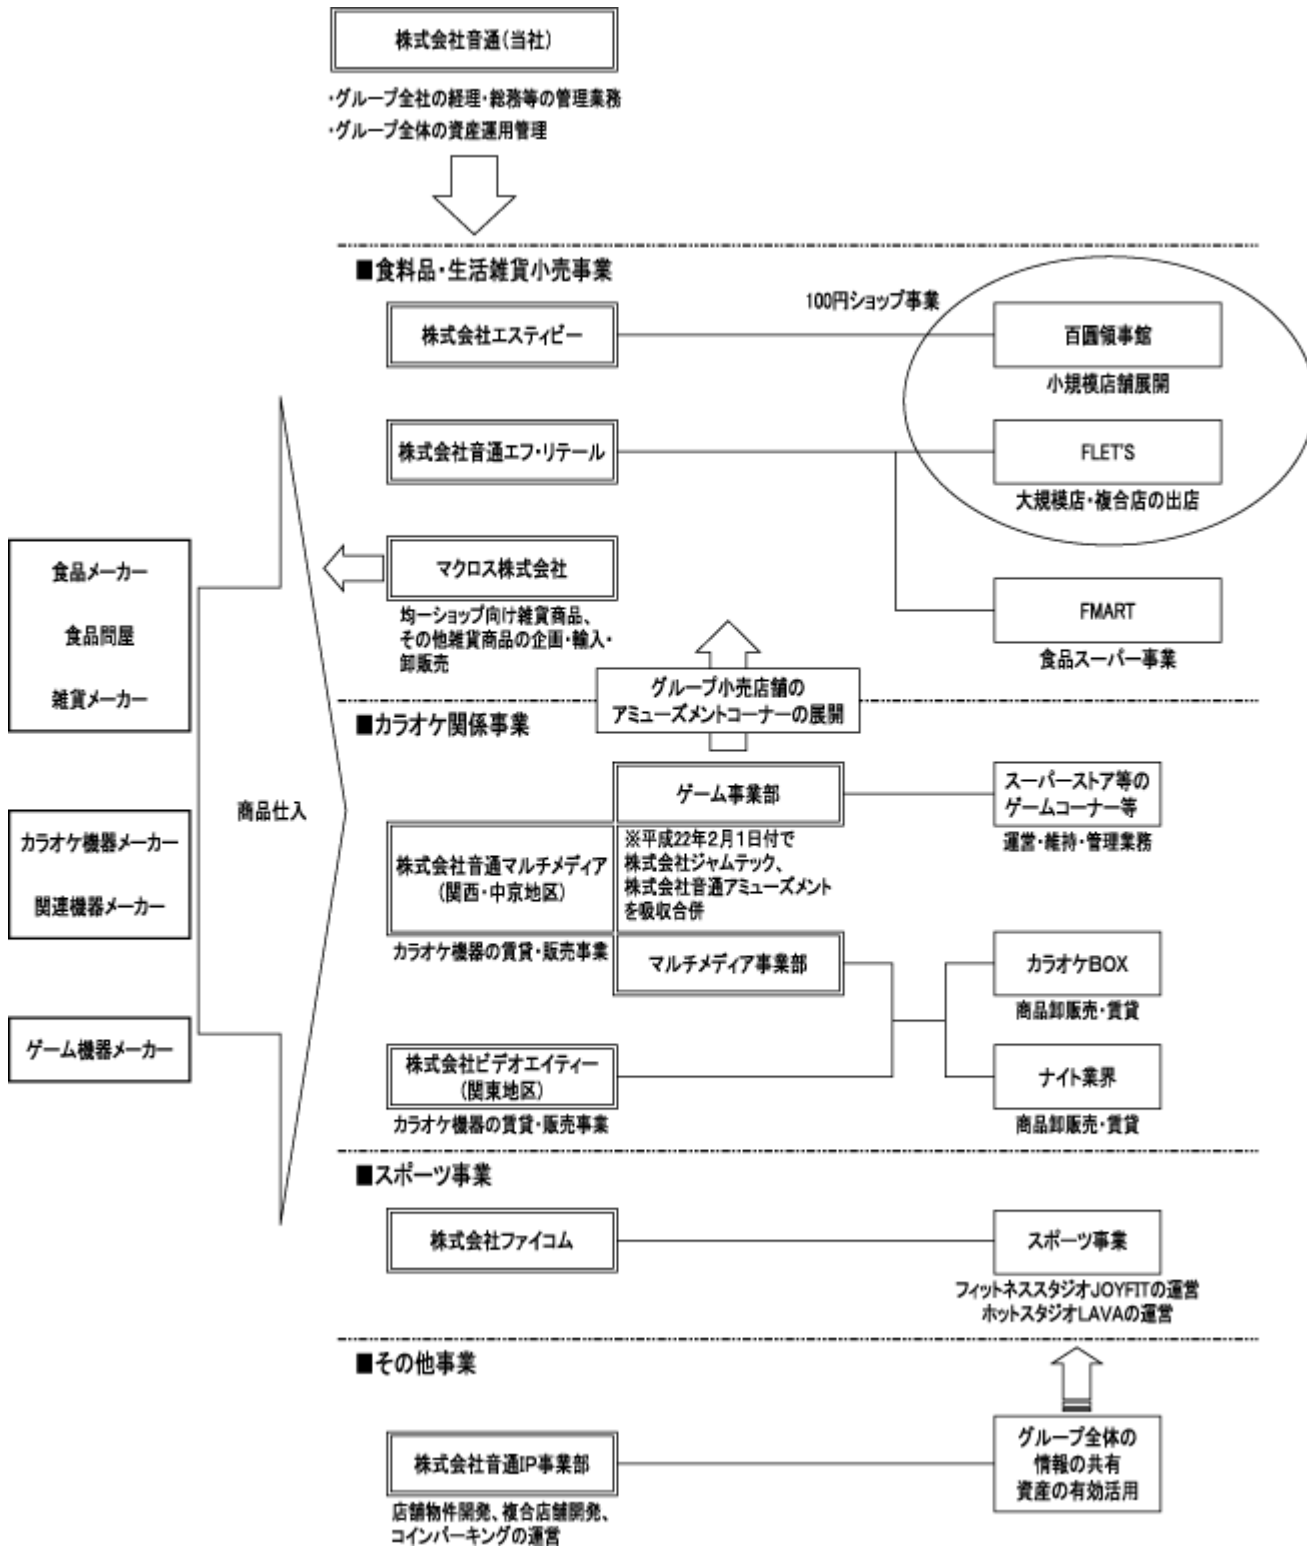 株式会社音通(当社)
・グループ全社の経理・総務等の管理業務
・グループ全体の資産運用管理
■食料品・生活雑貨小売事業
100円ショップ事業
株式会社エスティビー
百圓領事館
小規模店舗展開
株式会社音通エフ・リテール
FLET'S
大規模店・複合店の出店
マクロス株式会社
均一ショップ向け雑貨商品、
その他雑貨商品の企画・輸入・
卸販売
FMART
食品スーパー事業
食品メーカー
食品問屋
雑貨メーカー
グループ小売店舗の
アミューズメントコーナーの展開
■カラオケ関係事業
商品仕入
カラオケ機器メーカー
関連機器メーカー
ゲーム機器メーカー
ゲーム事業部
スーパーストア等の
ゲームコーナー等
運営・維持・管理業務
株式会社音通マルチメディア
(関西・中京地区)
カラオケ機器の賃貸・販売事業
※平成22年2月1日付で
株式会社ジャムテック、
株式会社音通アミューズメント
を吸収合併
マルチメディア事業部
カラオケBOX
商品卸販売・賃貸
株式会社ビデオエイティー
(関東地区)
カラオケ機器の賃貸・販売事業
ナイト業界
商品卸販売・賃貸
■スポーツ事業
株式会社ファイコム
スポーツ事業
フィットネススタジオJOYFITの運営
ホットスタジオLAVAの運営
■その他事業
株式会社音通IP事業部
店舗物件開発、複合店舗開発、
コインパーキングの運営
グループ全体の
情報の共有
資産の有効活用